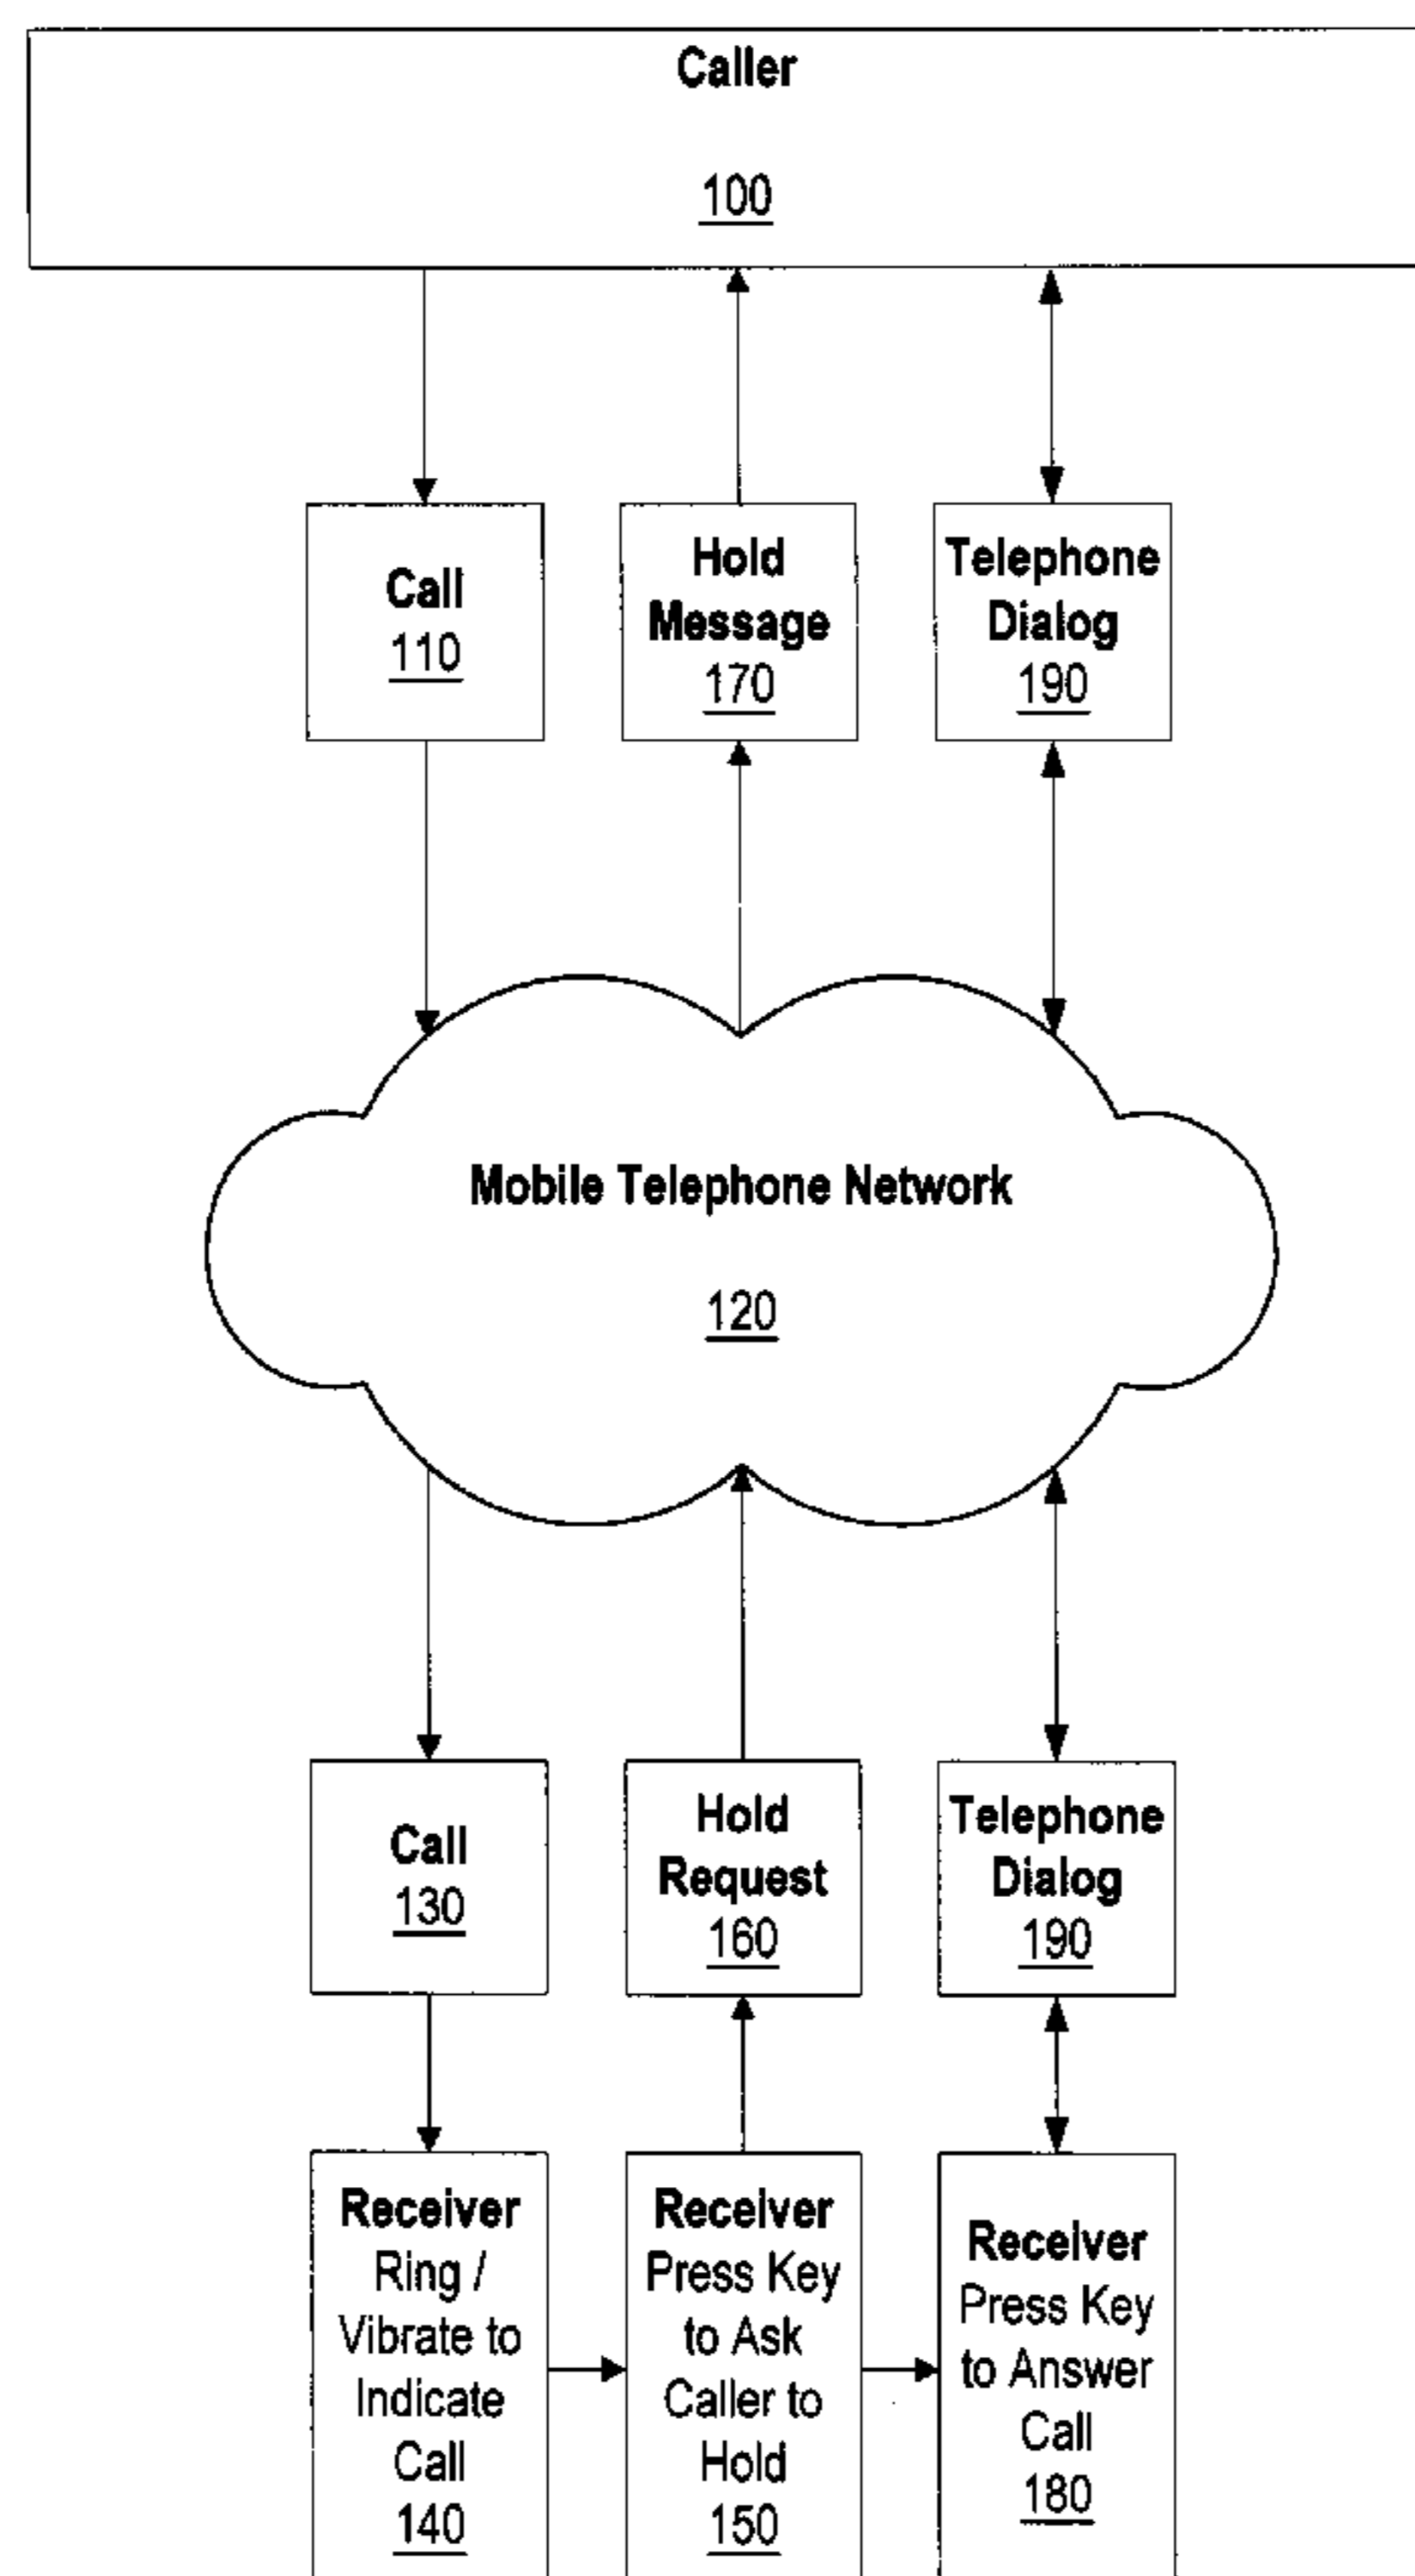 Caller
100
Call
110
Hold
Message
170
Telephone
Dialog
190
Mobile Telephone Network
120
Call
130
Hold
Request
160
Telephone
Dialog
190
Receiver
Ring /
Vibrate to
Indicate
Call
140
Receiver
Press Key
to Ask
Caller to
Hold
150
Receiver
Press Key
to Answer
Call
180